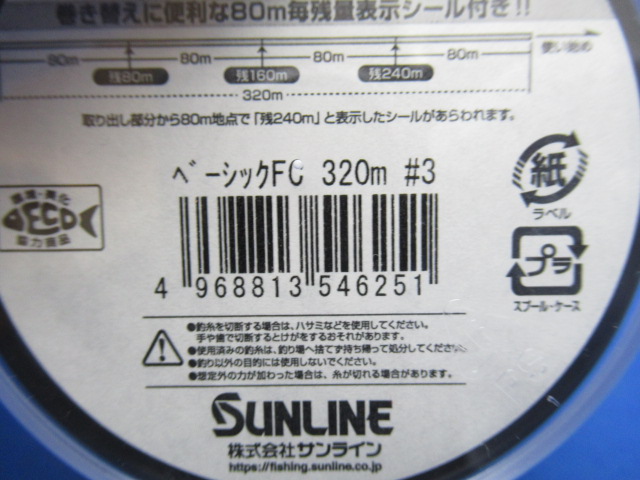 巻き替えに便利な80m毎残量表示シール付き!!
80m 80m 80m 80m 使い始め
残80m 残160m 残240m
320m
取り出し部分から80m地点で「残240m」と表示したシールがあらわれます。
ベーシックFC 320m #3
紙
ラベル
環境・美化
ECO
協力商品
プラ
スプール・ケース
4 968813 546251
●釣糸を切断する場合は、ハサミなどを使用してください。
手や歯で切断するとけがをするおそれがあります。
●使用済みの釣糸は、釣り場へ捨てず持ち帰って処分してください。
●釣り以外の目的には使用しないでください。
●想定外の力が加わった場合は、糸が切れる場合があります。
SUNLINE
株式会社サンライン
https://fishing.sunline.co.jp